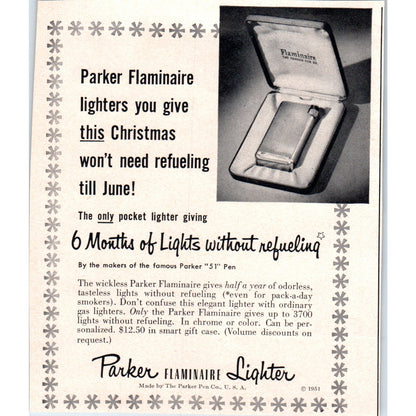 Flaminaire
THE PARKER PEN CO.
Parker Flaminaire
lighters you give
this Christmas
won't need refueling
till June!
The only pocket lighter giving
6 Months of Lights without refueling*
By the makers of the famous Parker "51" Pen
The wickless Parker Flaminaire gives half a year of odorless,
tasteless lights without refueling (*even for pack-a-day
smokers). Don't confuse this elegant lighter with ordinary
gas lighters. Only the Parker Flaminaire gives up to 3700
lights without refueling. In chrome or color. Can be per-
sonalized. $12.50 in smart gift case. (Volume discounts on
request.)
Parker FLAMINAIRE Lighter
Made by The Parker Pen Co., U. S. A.
© 1951